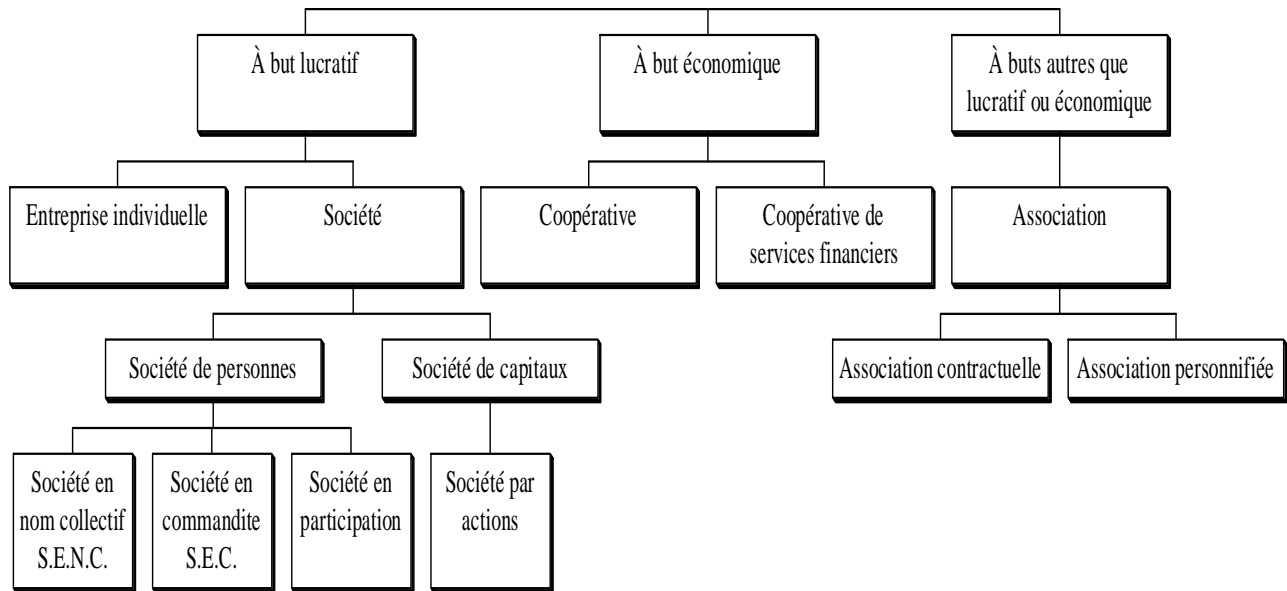 À but lucratif
À but économique
À buts autres que
lucratif ou économique
Entreprise individuelle
Société
Coopérative
Coopérative de
services financiers
Association
Société de personnes
Société de capitaux
Association contractuelle
Association personnifiée
Société en
nom collectif
S.E.N.C.
Société en
commandite
S.E.C.
Société en
participation
Société par
actions